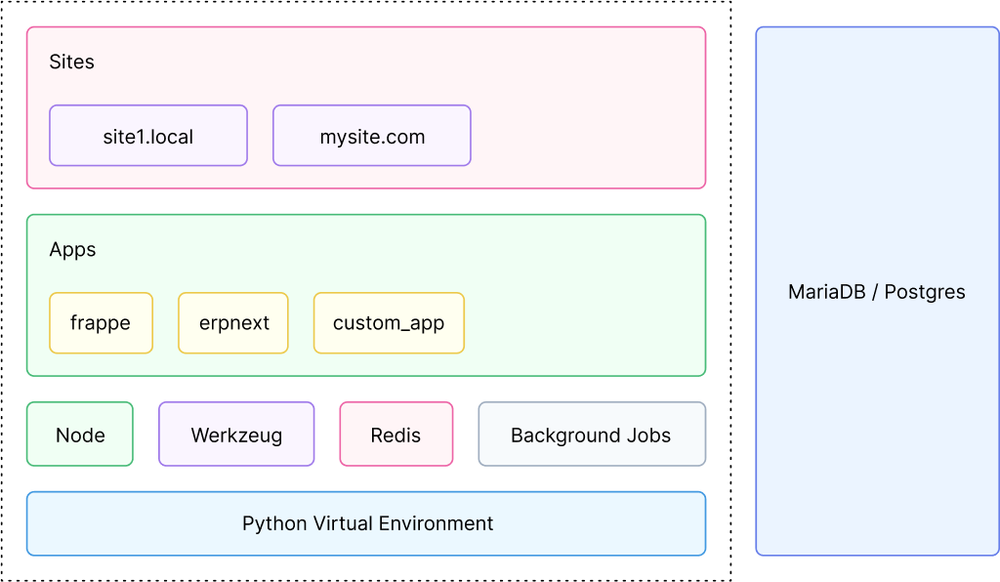 Sites
site1.local
mysite.com
Apps
frappe
erpnext
custom_app
Node
Werkzeug
Redis
Background Jobs
Python Virtual Environment
MariaDB / Postgres